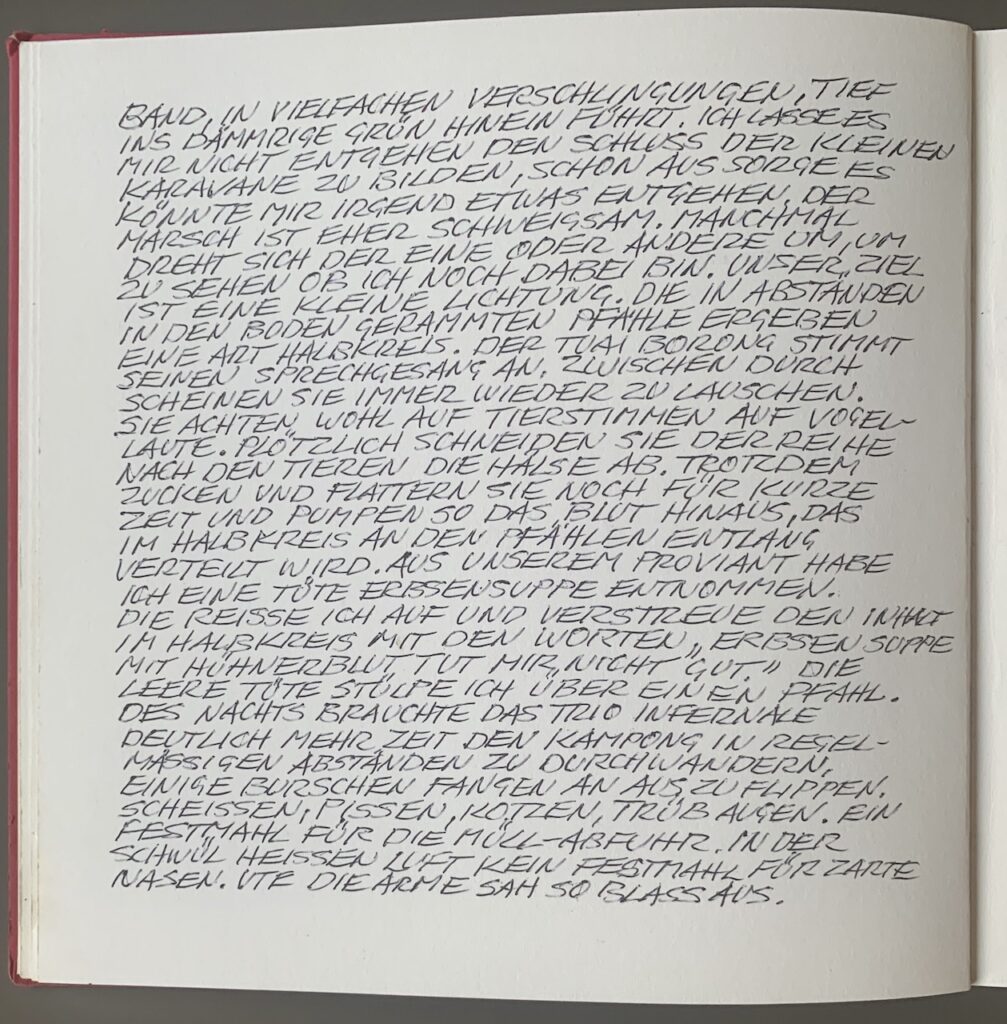 BAND, IN VIELFACHEN VERSCHLINGUNGEN, TIEF
INS DÄMMRIGE GRÜN HINEIN FÜHRT. ICH LASSE ES
MIR NICHT ENTGEHEN DEN SCHLUSS DER KLEINEN
KARAVANE ZU BILDEN, SCHON AUS SORGE ES
KÖNNTE MIR IRGEND ETWAS ENTGEHEN. DER
MARSCH IST EHER SCHWEIGSAM. MANCHMAL
DREHT SICH DER EINE ODER ANDERE UM, UM
ZU SEHEN OB ICH NOCH DABEI BIN. UNSER ZIEL
IST EINE KLEINE LICHTUNG. DIE IN ABSTÄNDEN
IN DEN BODEN GERAMMTEN PFÄHLE ERGEBEN
EINE ART HALBKREIS. DER TUAI BORONG STIMMT
SEINEN SPRECHGESANG AN. ZWISCHEN DURCH
SCHEINEN SIE IMMER WIEDER ZU LAUSCHEN.
SIE ACHTEN WOHL AUF TIERSTIMMEN AUF VOGEL-
LAUTE. PLÖTZLICH SCHNEIDEN SIE DER REIHE
NACH DEN TIEREN DIE HÄLSE AB. TROTZDEM
ZUCKEN UND FLATTERN SIE NOCH FÜR KURZE
ZEIT UND PUMPEN SO DAS BLUT HINAUS, DAS
IM HALBKREIS AN DEN PFÄHLEN ENTLANG
VERTEILT WIRD. AUS UNSEREM PROVIANT HABE
ICH EINE TÜTE ERBSENSUPPE ENTNOMMEN.
DIE REISSE ICH AUF UND VERSTREUE DEN INHALT
IM HALBKREIS MIT DEN WORTEN „ERBSEN SUPPE
MIT HÜHNERBLUT, TUT MIR NICHT GUT." DIE
LEERE TÜTE STÜLPE ICH ÜBER EINEN PFAHL.
DES NACHTS BRAUCHTE DAS TRIO INFERNALE
DEUTLICH MEHR ZEIT DEN KAMPONG IN REGEL-
MÄSSIGEN ABSTÄNDEN ZU DURCHWANDERN.
EINIGE BURSCHEN FANGEN AN AUS ZU FLIPPEN.
SCHEISSEN, PISSEN, KOTZEN, TRÜB AUGEN. EIN
FESTMAHL FÜR DIE MÜLL-ABFUHR. IN DER
SCHWÜL HEISSEN LUFT KEIN FESTMAHL FÜR ZARTE
NASEN. UTE DIE ARME SAH SO BLASS AUS.